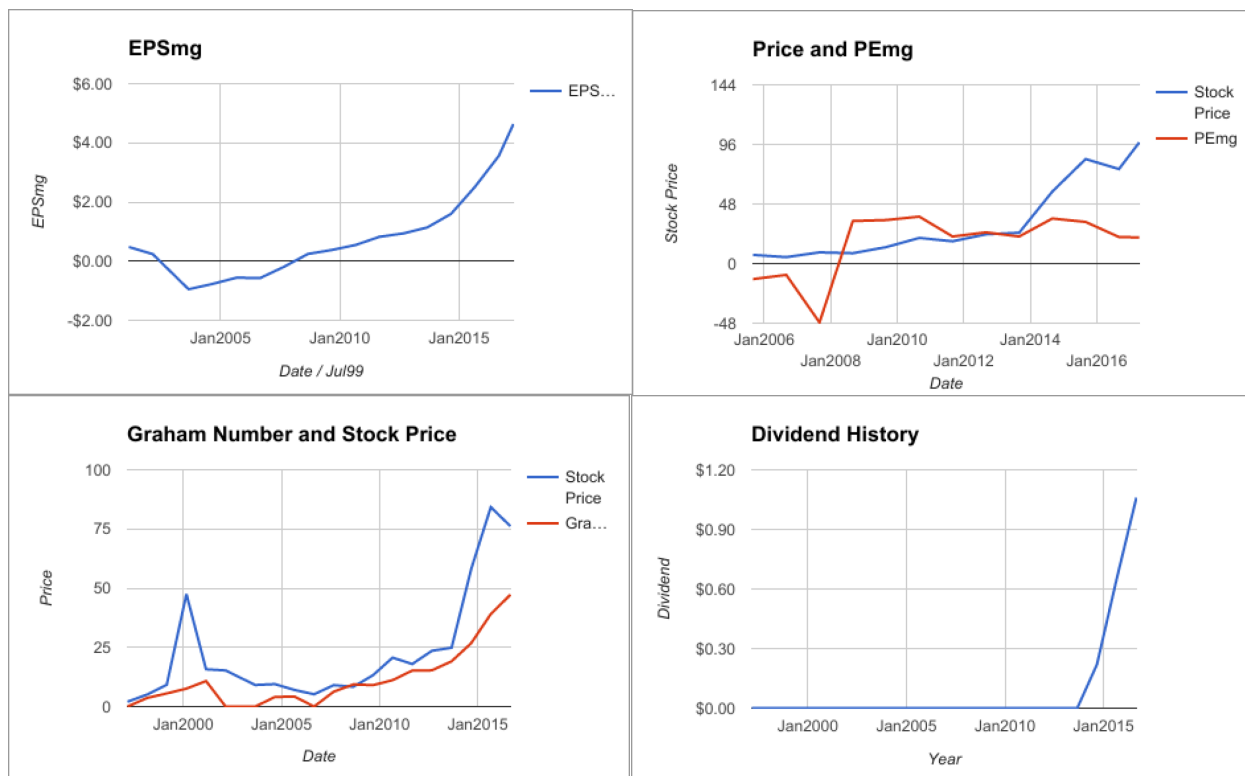 EPSmg
$6.00
$4.00
$2.00
$0.00
-$2.00
EPSmg
Jan2005
Jan2010
Jan2015
Date / Jul99
EPS…
Price and PEmg
144
96
48
0
-48
Stock Price
Jan2006
Jan2008
Jan2010
Jan2012
Jan2014
Jan2016
Date
Stock
Price
PEmg
Graham Number and Stock Price
100
75
50
25
0
Price
Jan2000
Jan2005
Jan2010
Jan2015
Date
Stock
Price
Gra…
Dividend History
$1.20
$0.90
$0.60
$0.30
$0.00
Dividend
Jan2000
Jan2005
Jan2010
Jan2015
Year